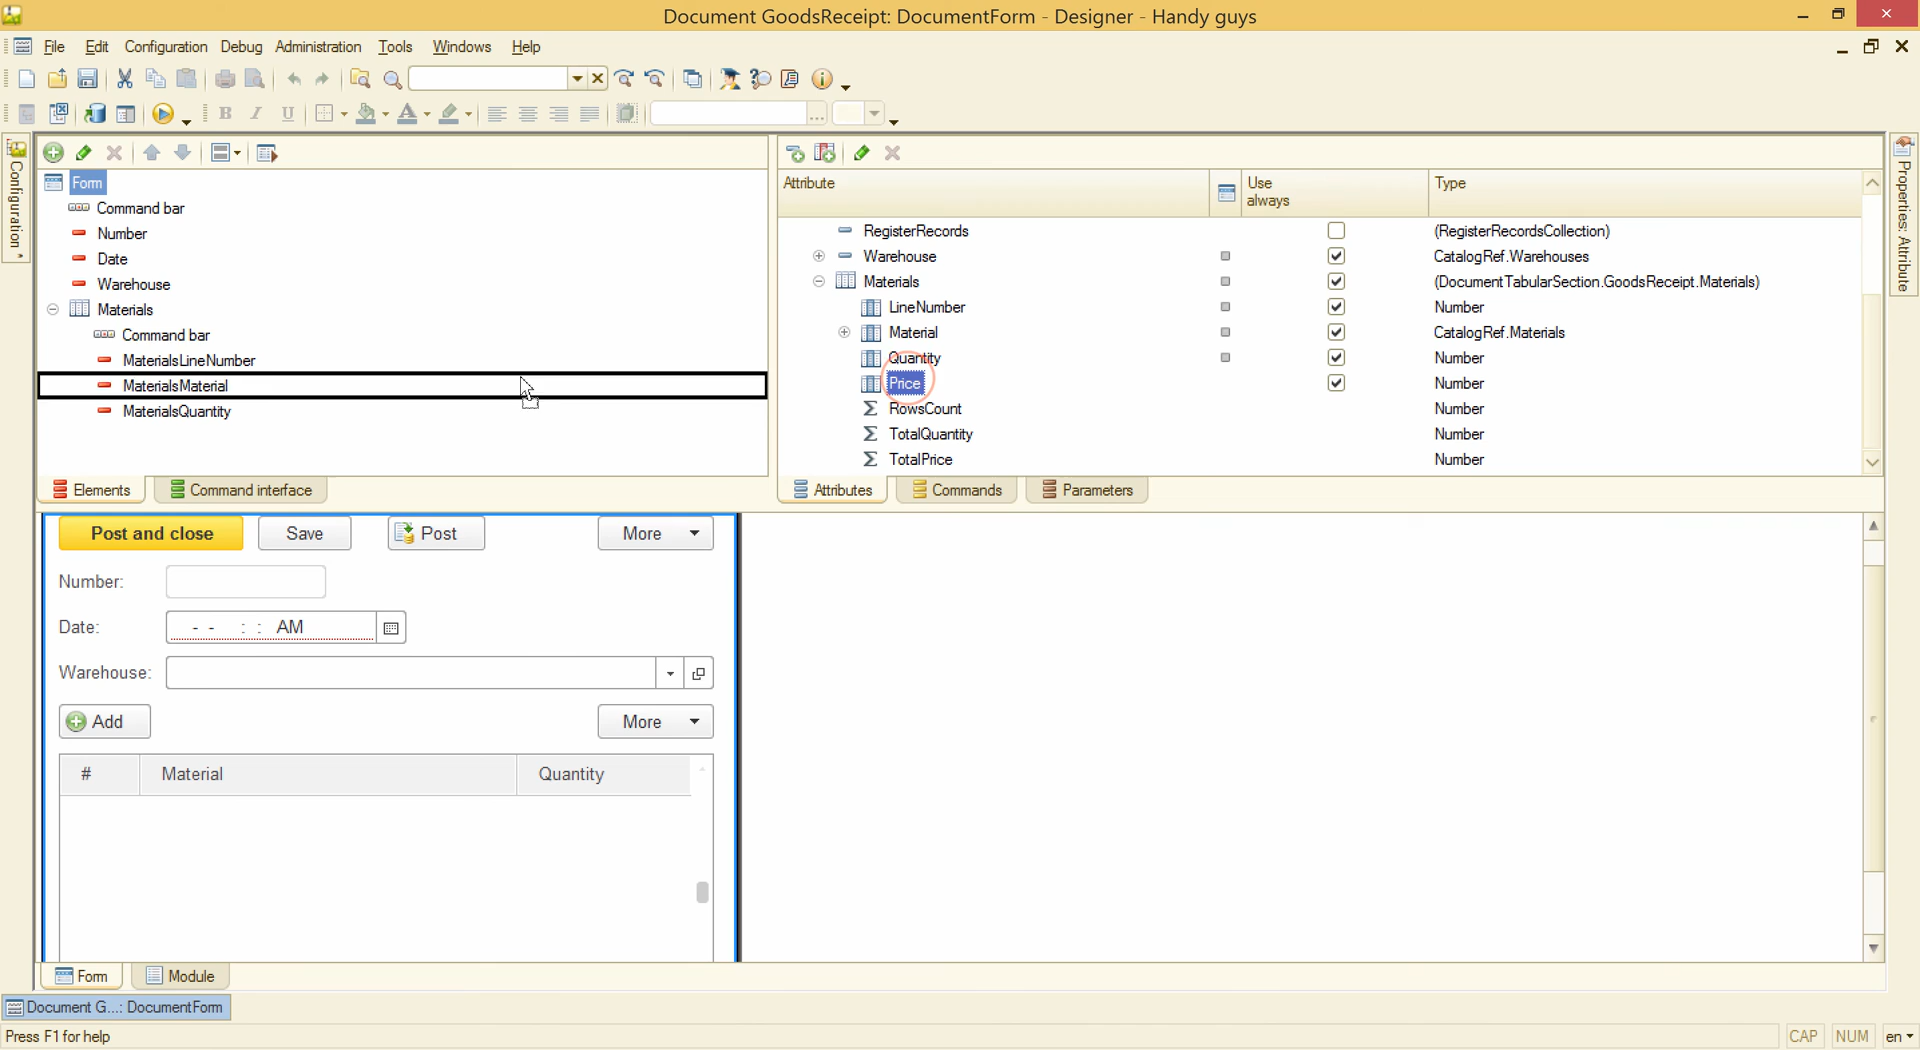 Document GoodsReceipt: DocumentForm - Designer - Handy guys
File Edit Configuration Debug Administration Tools Windows Help
B I U
Configuration
Properties: Attribute
Form
Command bar
Number
Date
Warehouse
Materials
Command bar
MaterialsLineNumber
MaterialsMaterial
MaterialsQuantity
Elements Command interface
Attribute Use always Type
RegisterRecords (RegisterRecordsCollection)
Warehouse CatalogRef.Warehouses
Materials (DocumentTabularSection.GoodsReceipt.Materials)
LineNumber Number
Material CatalogRef.Materials
Quantity Number
Price Number
RowsCount Number
TotalQuantity Number
TotalPrice Number
Attributes Commands Parameters
Post and close Save Post More
Number:
Date: - - : : AM
Warehouse:
Add More
# Material Quantity
Form Module
Document G...: DocumentForm
Press F1 for help CAP NUM en